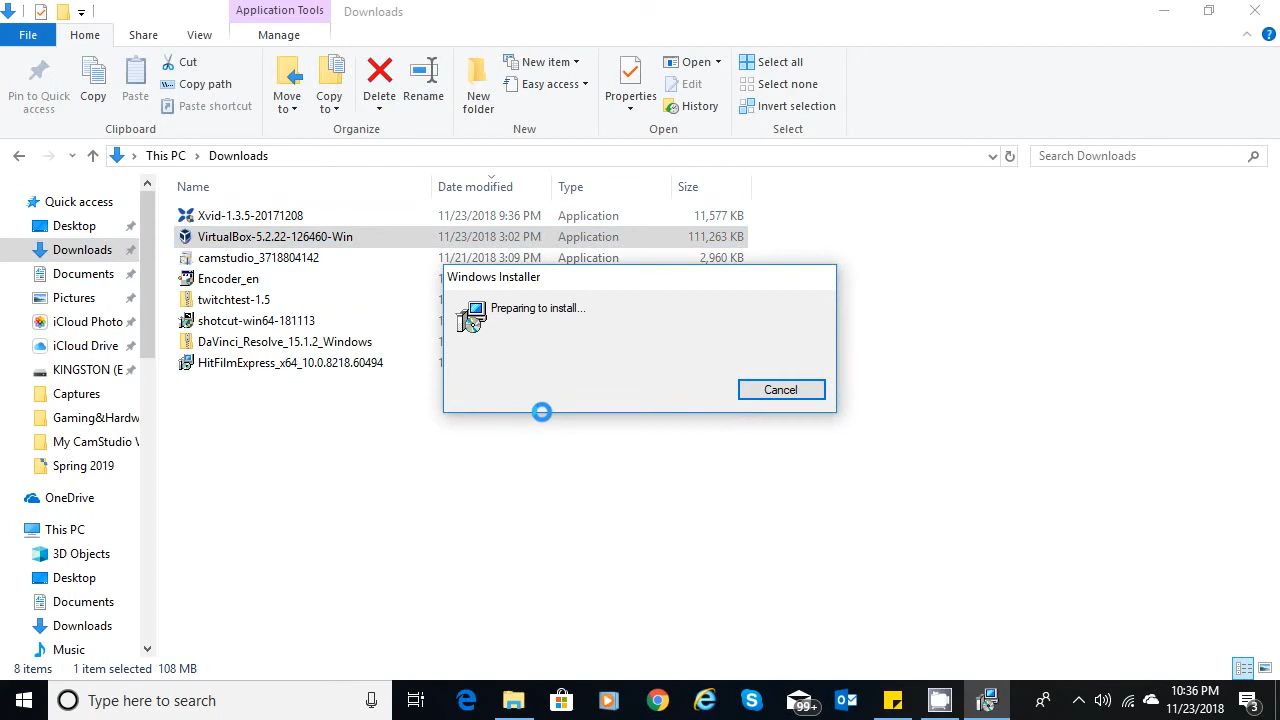 Application Tools
Downloads
File
Home
Share
View
Manage
Pin to Quick access
Copy
Paste
Cut
Copy path
Paste shortcut
Clipboard
Move to
Copy to
Delete
Rename
Organize
New folder
New item
Easy access
New
Properties
Open
Edit
History
Open
Select all
Select none
Invert selection
Select
This PC > Downloads
Search Downloads
Name Date modified Type Size
Xvid-1.3.5-20171208 11/23/2018 9:36 PM Application 11,577 KB
VirtualBox-5.2.22-126460-Win 11/23/2018 3:02 PM Application 111,263 KB
camstudio_3718804142 11/21/2018 3:09 PM Application 2,960 KB
Encoder_en 1
twitchtest-1.5 1
shotcut-win64-181113 1
DaVinci_Resolve_15.1.2_Windows 1
HitFilmExpress_x64_10.0.8218.60494 1
Windows Installer
Preparing to install...
Cancel
Quick access
Desktop
Downloads
Documents
Pictures
iCloud Photo
iCloud Drive
KINGSTON (E
Captures
Gaming&Hardw
My CamStudio V
Spring 2019
OneDrive
This PC
3D Objects
Desktop
Documents
Downloads
Music
8 items 1 item selected 108 MB
Type here to search
99+
10:36 PM
11/23/2018
3